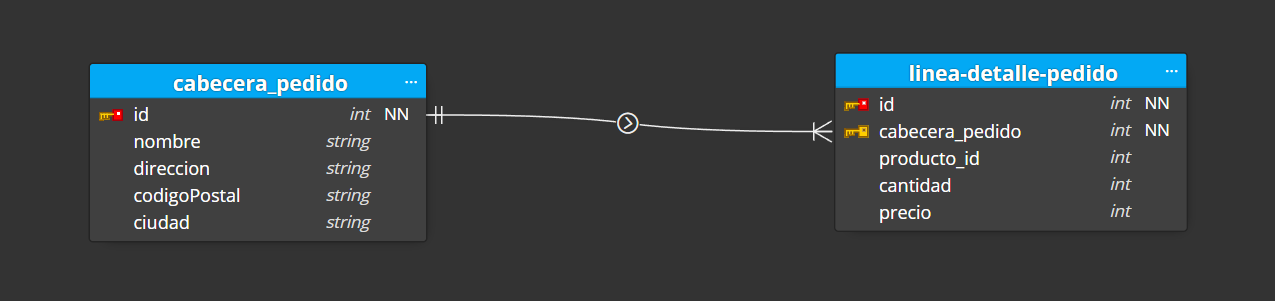 cabecera_pedido ...
id int NN
nombre string
direccion string
codigoPostal string
ciudad string
linea-detalle-pedido ...
id int NN
cabecera_pedido int NN
producto_id int
cantidad int
precio int